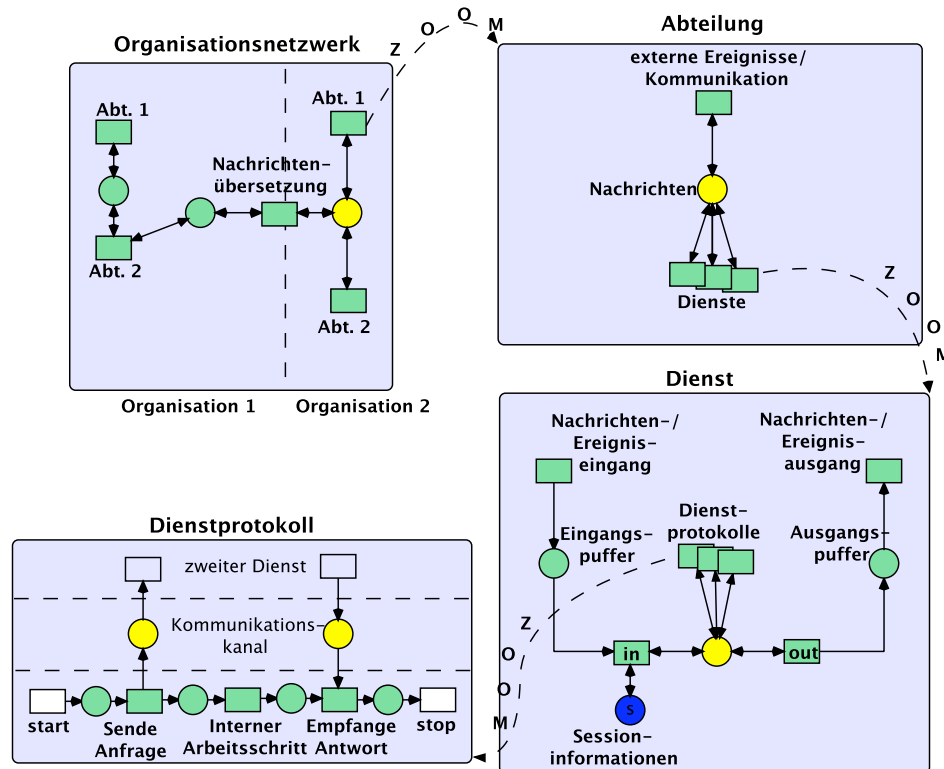 Organisationsnetzwerk
Abt. 1
Abt. 1
Nachrichten-
übersetzung
Abt. 2
Abt. 2
Organisation 1
Organisation 2
Z
O
O
M
Abteilung
externe Ereignisse/
Kommunikation
Nachrichten
Dienste
Z
O
O
M
Dienst
Nachrichten-/
Ereignis-
eingang
Nachrichten-/
Ereignis-
ausgang
Dienst-
protokolle
Eingangs-
puffer
Ausgangs-
puffer
in
out
S
Session-
informationen
Z
O
O
M
Dienstprotokoll
zweiter Dienst
Kommunikations-
kanal
start
Sende
Anfrage
Interner
Arbeitsschritt
Empfange
Antwort
stop